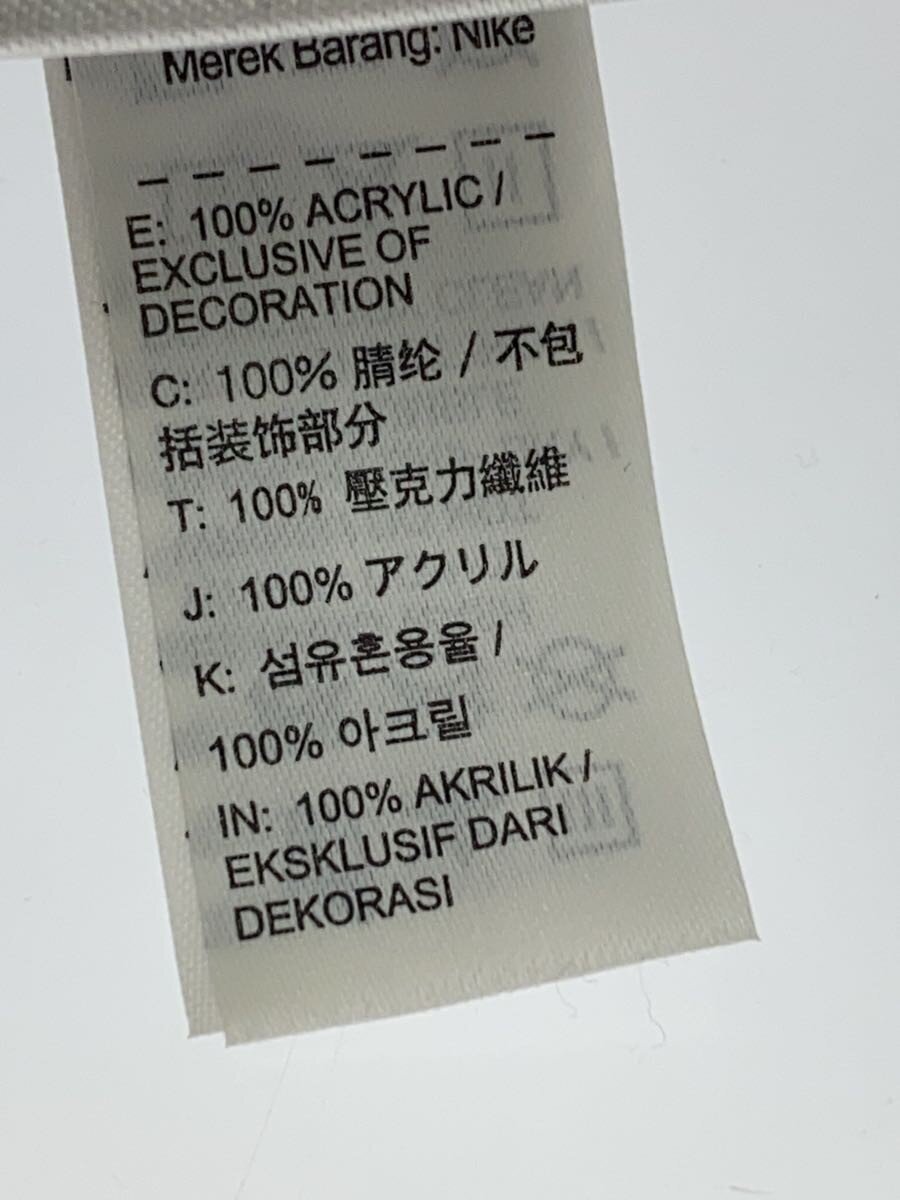 Merek Barang: Nike
E: 100% ACRYLIC /
EXCLUSIVE OF
DECORATION
C: 100% 腈纶 / 不包
括装饰部分
T: 100% 壓克力纖維
J: 100% アクリル
K: 섬유혼용율 /
100% 아크릴
IN: 100% AKRILIK /
EKSKLUSIF DARI
DEKORASI